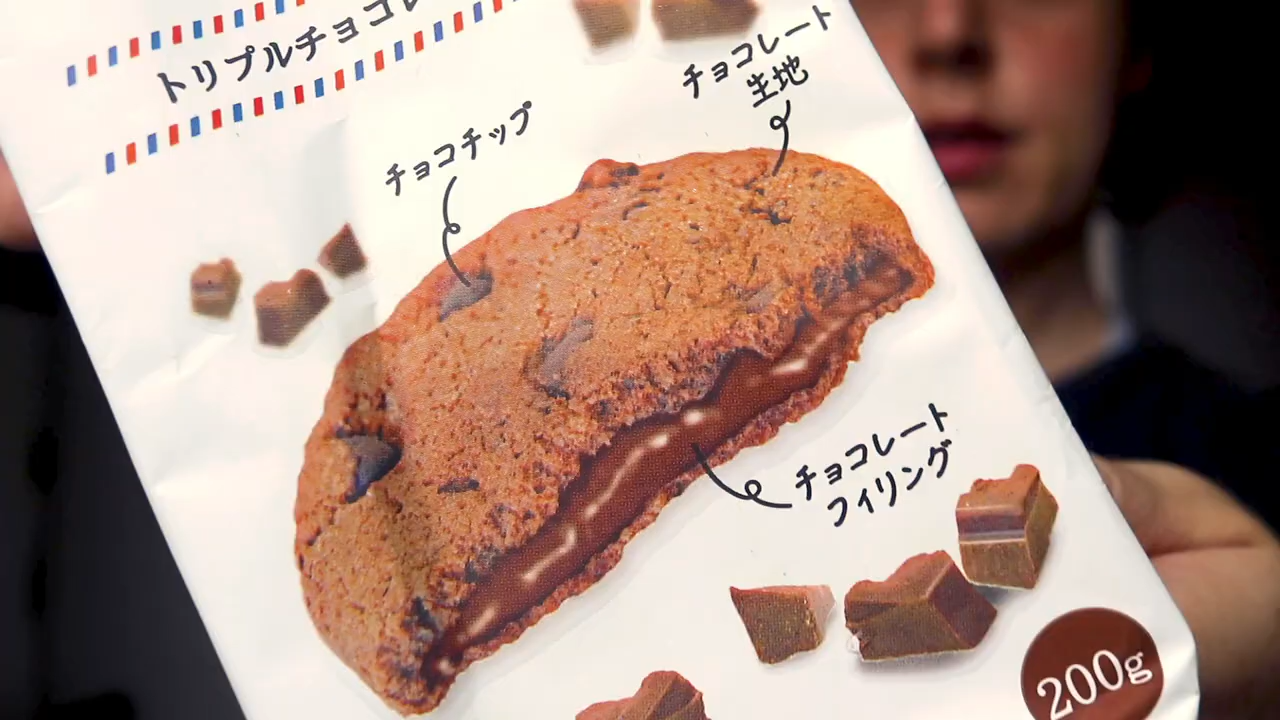 トリプルチョコレ
チョコレート
生地
チョコチップ
チョコレート
フィリング
200g